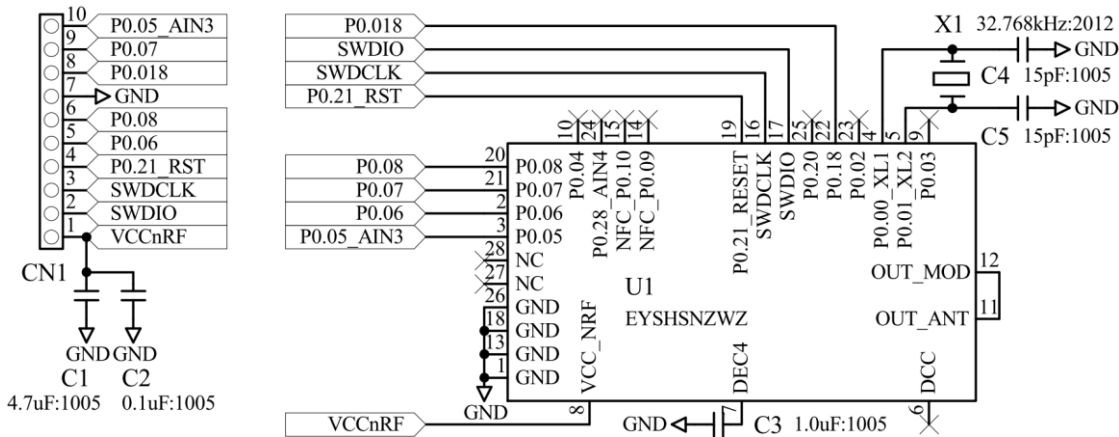 10 P0.05_AIN3
9 P0.07
8 P0.018
7 GND
6 P0.08
5 P0.06
4 P0.21_RST
3 SWDCLK
2 SWDIO
1 VCCnRF
CN1
GND GND
C1 C2
4.7uF:1005 0.1uF:1005
P0.018
SWDIO
SWDCLK
P0.21_RST
P0.08
P0.07
P0.06
P0.05_AIN3
VCCnRF
X1 32.768kHz:2012
GND
C4 15pF:1005
GND
C5 15pF:1005
10 24 15 14 19 16 17 25 22 23 4 5 9
P0.04 P0.28_AIN4 NFC_P0.10 NFC_P0.09 P0.21_RESET SWDCLK SWDIO P0.20 P0.18 P0.02 P0.00_XL1 P0.01_XL2 P0.03
20 P0.08
21 P0.07
2 P0.06
3 P0.05
28 NC
27 NC
26 GND
18 GND
13 GND
1 GND
GND
U1
EYSHSNZWZ
OUT_MOD 12
OUT_ANT 11
VCC_NRF DEC4 DCC
8 7 6
GND C3 1.0uF:1005